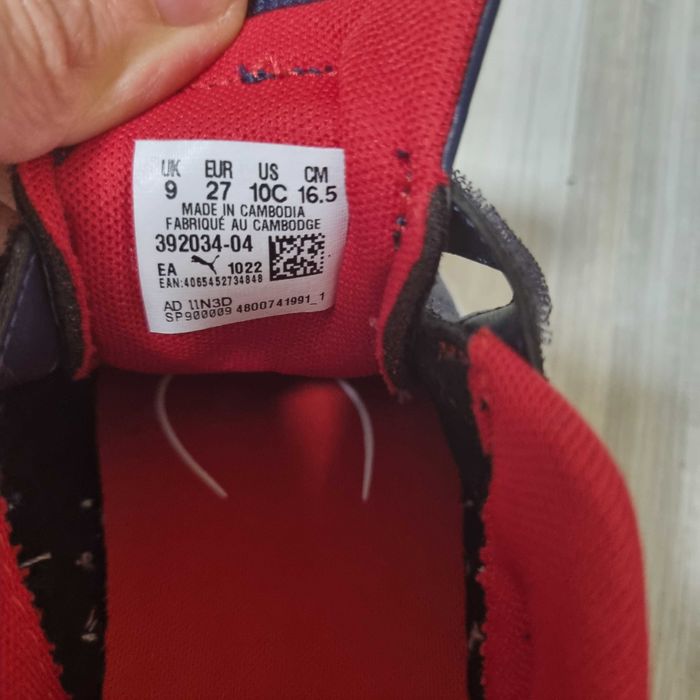 UK EUR US CM
9 27 10C 16.5
MADE IN CAMBODIA
FABRIQUÉ AU CAMBODGE
392034-04
EA 1022
EAN:4065452734848
AD 11N3D
SP900009 4800741991_1